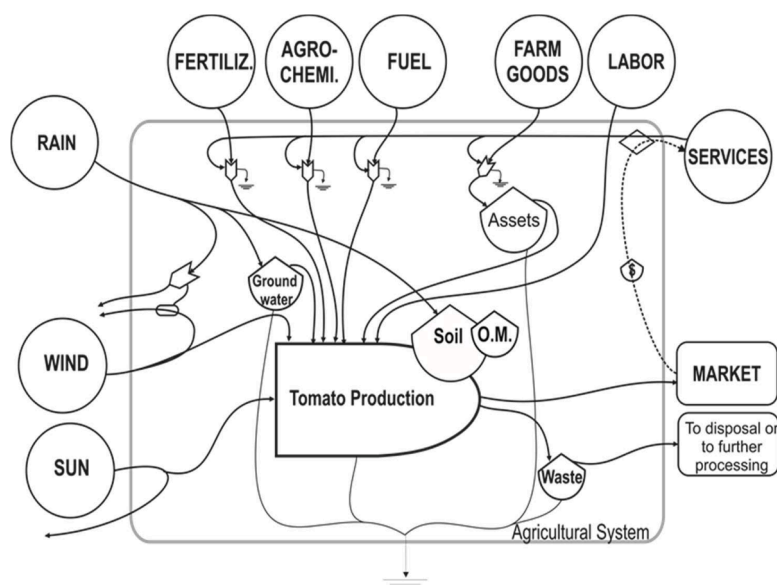 FERTILIZ.
AGRO-
CHEMI.
FUEL
FARM
GOODS
LABOR
RAIN
SERVICES
Assets
Ground
water
$
WIND
Soil
O.M.
MARKET
Tomato Production
To disposal or
to further
processing
SUN
Waste
Agricultural System